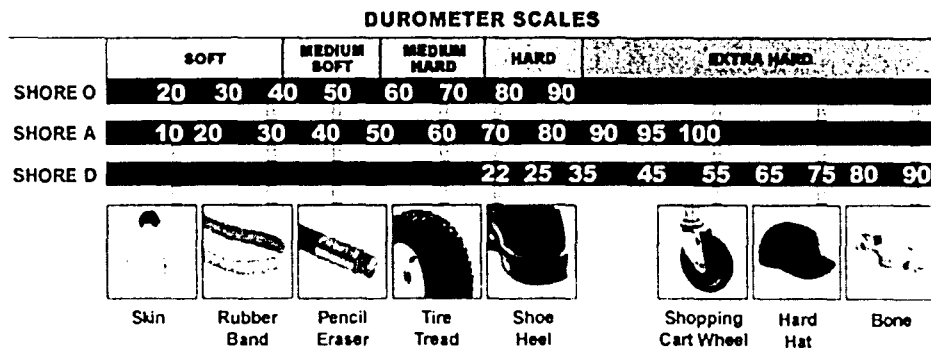 DUROMETER SCALES
SOFT MEDIUM SOFT MEDIUM HARD HARD EXTRA HARD
SHORE O 20 30 40 50 60 70 80 90
SHORE A 10 20 30 40 50 60 70 80 90 95 100
SHORE D 22 25 35 45 55 65 75 80 90
Skin Rubber Band Pencil Eraser Tire Tread Shoe Heel Shopping Cart Wheel Hard Hat Bone